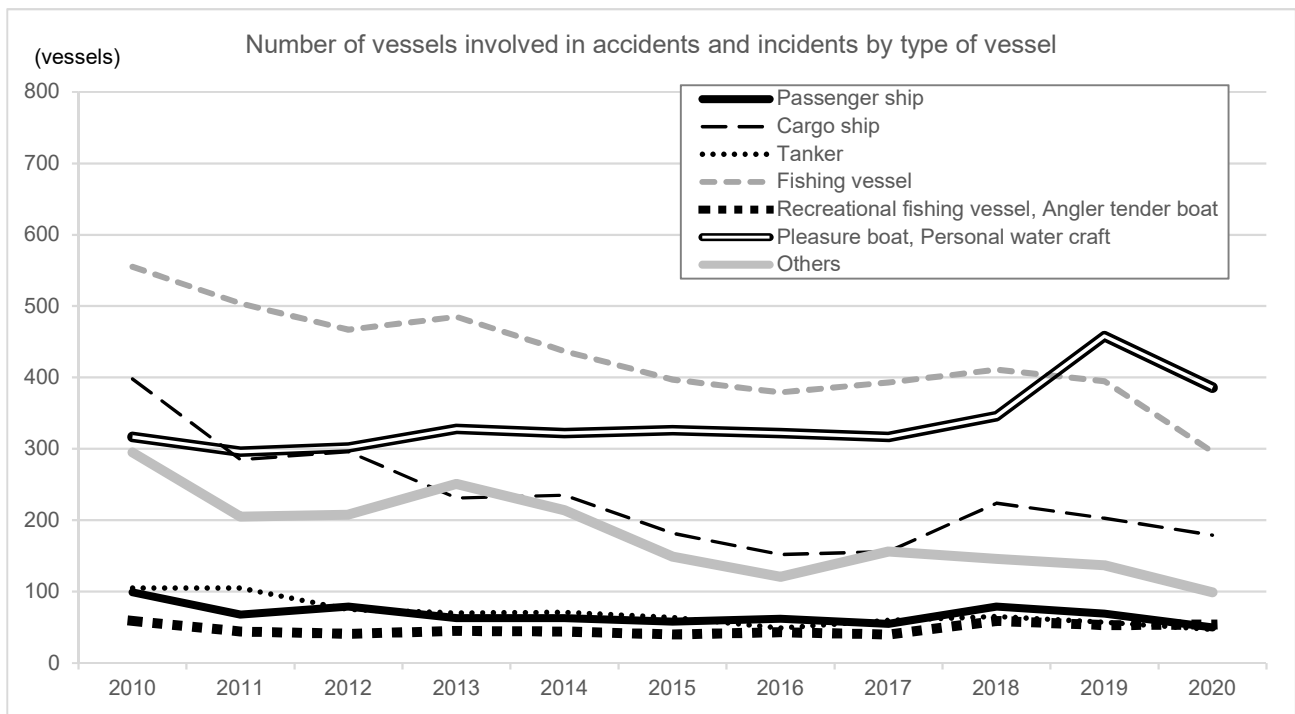 Number of vessels involved in accidents and incidents by type of vessel
(vessels)
Passenger ship
Cargo ship
Tanker
Fishing vessel
Recreational fishing vessel, Angler tender boat
Pleasure boat, Personal water craft
Others
800
700
600
500
400
300
200
100
0
2010 2011 2012 2013 2014 2015 2016 2017 2018 2019 2020